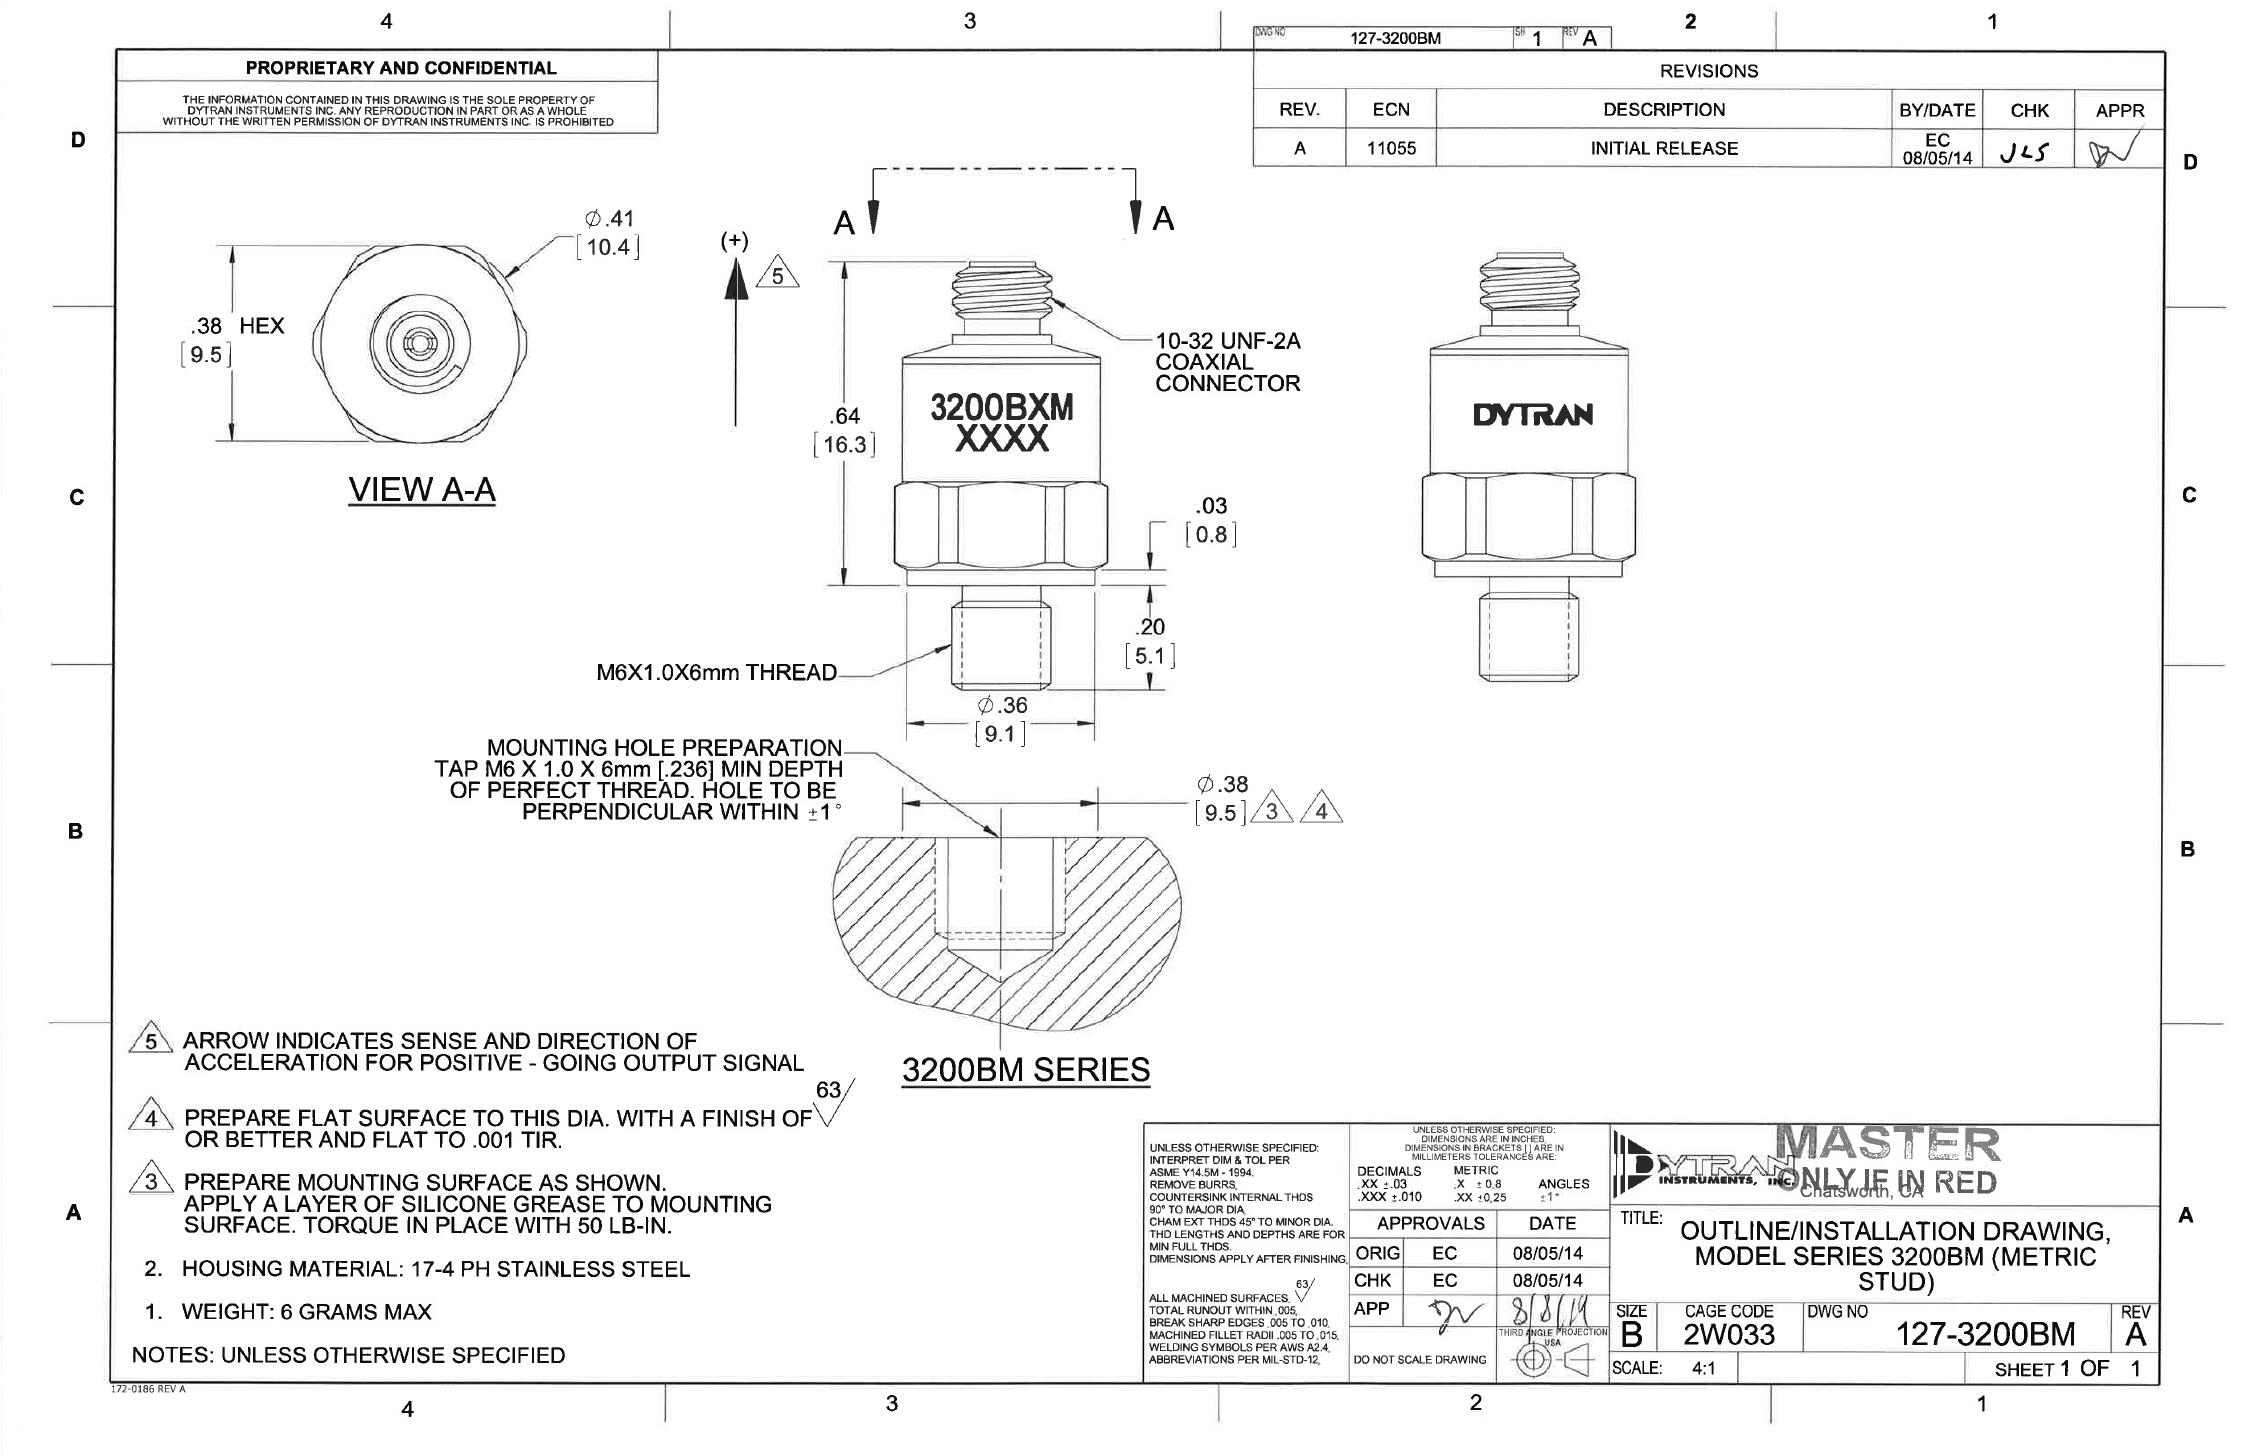 4
3
2
1
DWG NO
127-3200BM
SH
1
REV
A
PROPRIETARY AND CONFIDENTIAL
THE INFORMATION CONTAINED IN THIS DRAWING IS THE SOLE PROPERTY OF
DYTRAN INSTRUMENTS INC. ANY REPRODUCTION IN PART OR AS A WHOLE
WITHOUT THE WRITTEN PERMISSION OF DYTRAN INSTRUMENTS INC. IS PROHIBITED
REVISIONS
REV.
ECN
DESCRIPTION
BY/DATE
CHK
APPR
A
11055
INITIAL RELEASE
EC
08/05/14
JLS
D
D
∅.41
[10.4]
.38 HEX
[9.5]
VIEW A-A
(+)
5
A
A
.64
[16.3]
10-32 UNF-2A
COAXIAL
CONNECTOR
3200BXM
XXXX
DYTRAN
C
C
.03
[0.8]
.20
[5.1]
M6X1.0X6mm THREAD
∅.36
[9.1]
MOUNTING HOLE PREPARATION
TAP M6 X 1.0 X 6mm [.236] MIN DEPTH
OF PERFECT THREAD. HOLE TO BE
PERPENDICULAR WITHIN ±1°
∅.38
[9.5]
3
4
B
B
3200BM SERIES
5 ARROW INDICATES SENSE AND DIRECTION OF
ACCELERATION FOR POSITIVE - GOING OUTPUT SIGNAL
63
4 PREPARE FLAT SURFACE TO THIS DIA. WITH A FINISH OF
OR BETTER AND FLAT TO .001 TIR.
3 PREPARE MOUNTING SURFACE AS SHOWN.
APPLY A LAYER OF SILICONE GREASE TO MOUNTING
SURFACE. TORQUE IN PLACE WITH 50 LB-IN.
2. HOUSING MATERIAL: 17-4 PH STAINLESS STEEL
1. WEIGHT: 6 GRAMS MAX
NOTES: UNLESS OTHERWISE SPECIFIED
A
A
172-0186 REV A
UNLESS OTHERWISE SPECIFIED:
INTERPRET DIM & TOL PER
ASME Y14.5M - 1994.
REMOVE BURRS.
COUNTERSINK INTERNAL THDS
90° TO MAJOR DIA.
CHAM EXT THDS 45° TO MINOR DIA.
THD LENGTHS AND DEPTHS ARE FOR
MIN FULL THDS.
DIMENSIONS APPLY AFTER FINISHING.
63
ALL MACHINED SURFACES.
TOTAL RUNOUT WITHIN .005.
BREAK SHARP EDGES .005 TO .010.
MACHINED FILLET RADII .005 TO .015.
WELDING SYMBOLS PER AWS A2.4.
ABBREVIATIONS PER MIL-STD-12.
UNLESS OTHERWISE SPECIFIED:
DIMENSIONS ARE IN INCHES.
DIMENSIONS IN BRACKETS [ ] ARE IN
MILLIMETERS TOLERANCES ARE:
DECIMALS METRIC
.XX ±.03 .X ±0.8 ANGLES
.XXX ±.010 .XX ±0.25 ±1°
APPROVALS
DATE
ORIG
EC
08/05/14
CHK
EC
08/05/14
APP
8/8/14
THIRD ANGLE PROJECTION
USA
DO NOT SCALE DRAWING
DYTRAN
INSTRUMENTS, INC.
Chatsworth, CA
MASTER
ONLY IF IN RED
TITLE:
OUTLINE/INSTALLATION DRAWING,
MODEL SERIES 3200BM (METRIC
STUD)
SIZE
B
CAGE CODE
2W033
DWG NO
127-3200BM
REV
A
SCALE:
4:1
SHEET 1 OF 1
4
3
2
1